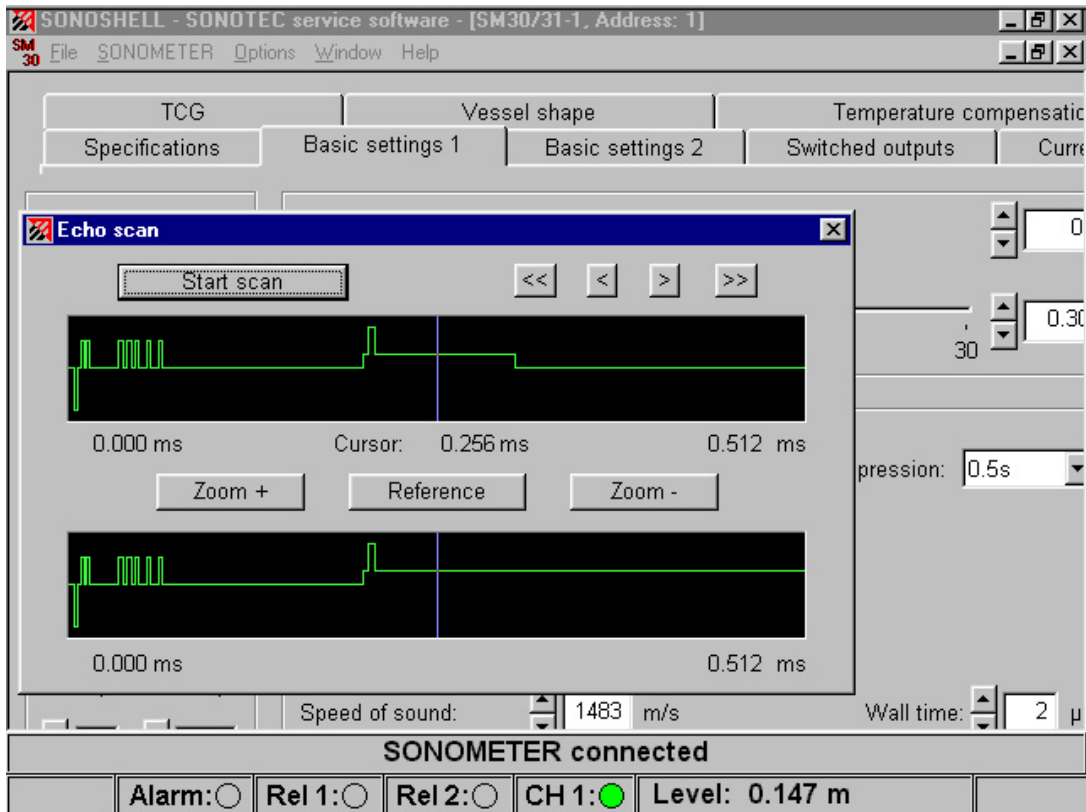 SONOSHELL - SONOTEC service software - [SM30/31-1, Address: 1]
SM 30 File SONOMETER Options Window Help
TCG Vessel shape Temperature compensatic
Specifications Basic settings 1 Basic settings 2 Switched outputs Curre
Echo scan
0
Start scan << < > >>
0.30
30
0.000 ms Cursor: 0.256 ms 0.512 ms
pression: 0.5s
Zoom + Reference Zoom -
0.000 ms 0.512 ms
Speed of sound: 1483 m/s Wall time: 2 µ
SONOMETER connected
Alarm: Rel 1: Rel 2: CH 1: Level: 0.147 m